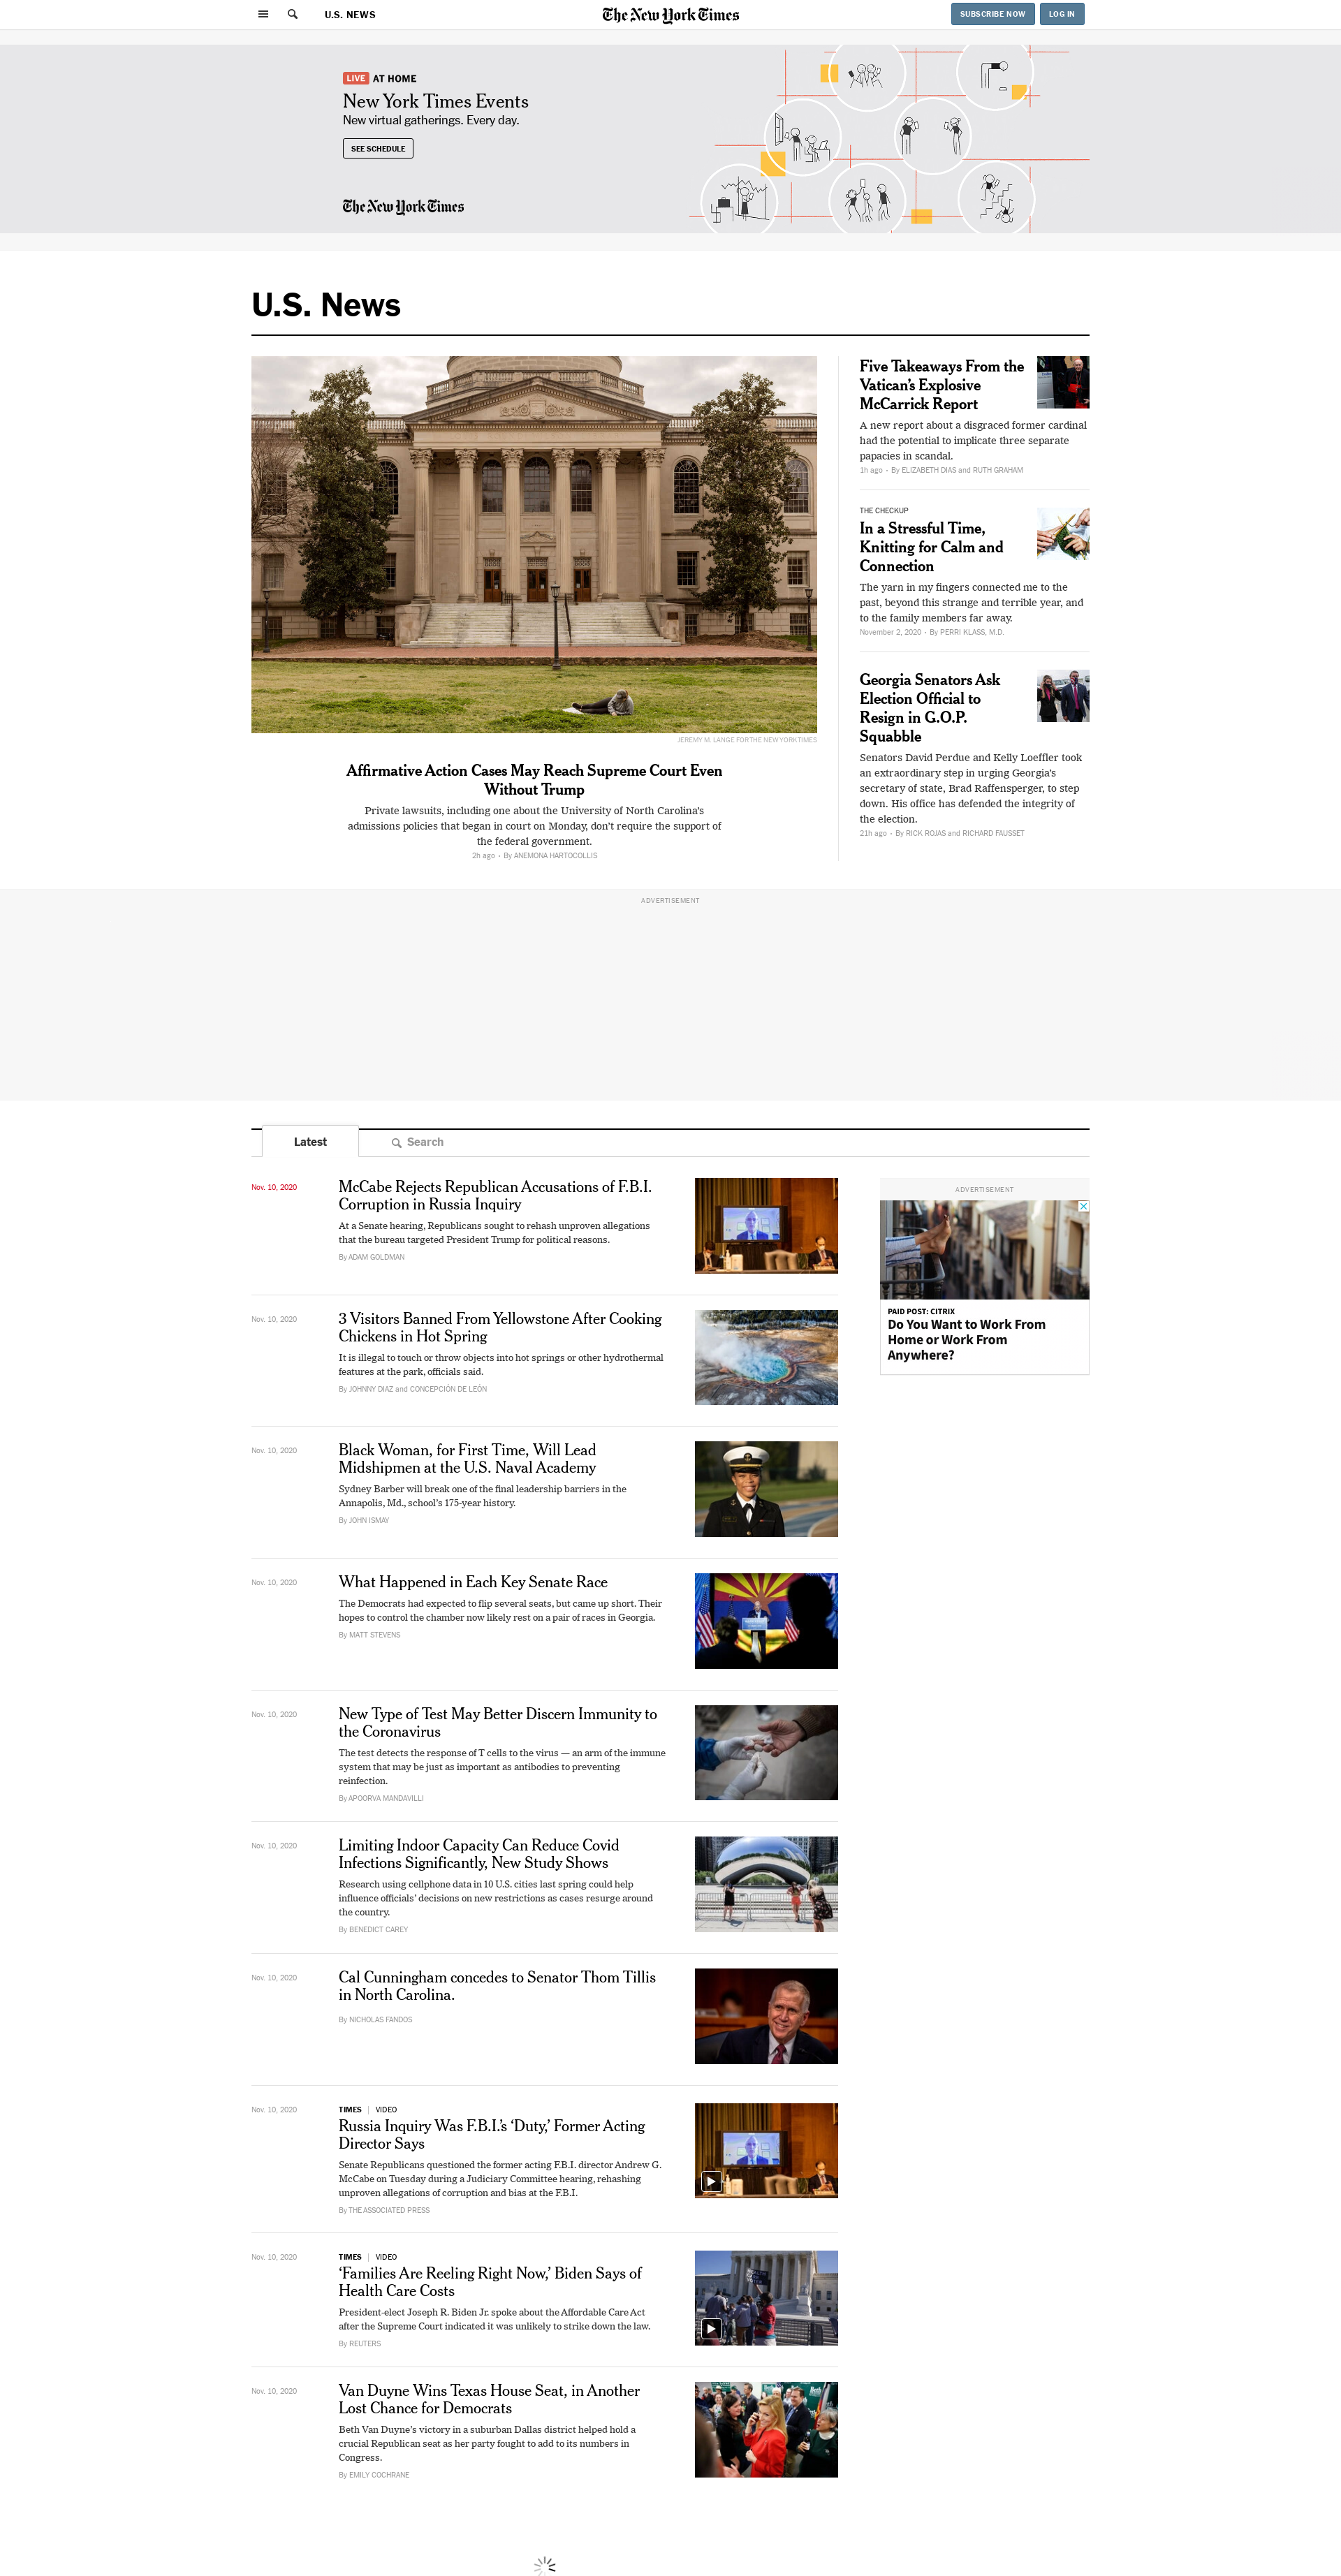 U.S. NEWS
The New York Times
SUBSCRIBE NOW
LOG IN
LIVE AT HOME
New York Times Events
New virtual gatherings. Every day.
SEE SCHEDULE
The New York Times
U.S. News
JEREMY M. LANGE FOR THE NEW YORK TIMES
Affirmative Action Cases May Reach Supreme Court Even
Without Trump
Private lawsuits, including one about the University of North Carolina's
admissions policies that began in court on Monday, don't require the support of
the federal government.
2h ago • By ANEMONA HARTOCOLLIS
Five Takeaways From the
Vatican's Explosive
McCarrick Report
A new report about a disgraced former cardinal
had the potential to implicate three separate
papacies in scandal.
1h ago • By ELIZABETH DIAS and RUTH GRAHAM
THE CHECKUP
In a Stressful Time,
Knitting for Calm and
Connection
The yarn in my fingers connected me to the
past, beyond this strange and terrible year, and
to the family members far away.
November 2, 2020 • By PERRI KLASS, M.D.
Georgia Senators Ask
Election Official to
Resign in G.O.P.
Squabble
Senators David Perdue and Kelly Loeffler took
an extraordinary step in urging Georgia's
secretary of state, Brad Raffensperger, to step
down. His office has defended the integrity of
the election.
21h ago • By RICK ROJAS and RICHARD FAUSSET
ADVERTISEMENT
Latest
Search
Nov. 10, 2020
McCabe Rejects Republican Accusations of F.B.I.
Corruption in Russia Inquiry
At a Senate hearing, Republicans sought to rehash unproven allegations
that the bureau targeted President Trump for political reasons.
By ADAM GOLDMAN
ADVERTISEMENT
PAID POST: CITRIX
Do You Want to Work From
Home or Work From
Anywhere?
Nov. 10, 2020
3 Visitors Banned From Yellowstone After Cooking
Chickens in Hot Spring
It is illegal to touch or throw objects into hot springs or other hydrothermal
features at the park, officials said.
By JOHNNY DIAZ and CONCEPCIÓN DE LEÓN
Nov. 10, 2020
Black Woman, for First Time, Will Lead
Midshipmen at the U.S. Naval Academy
Sydney Barber will break one of the final leadership barriers in the
Annapolis, Md., school's 175-year history.
By JOHN ISMAY
Nov. 10, 2020
What Happened in Each Key Senate Race
The Democrats had expected to flip several seats, but came up short. Their
hopes to control the chamber now likely rest on a pair of races in Georgia.
By MATT STEVENS
Nov. 10, 2020
New Type of Test May Better Discern Immunity to
the Coronavirus
The test detects the response of T cells to the virus — an arm of the immune
system that may be just as important as antibodies to preventing
reinfection.
By APOORVA MANDAVILLI
Nov. 10, 2020
Limiting Indoor Capacity Can Reduce Covid
Infections Significantly, New Study Shows
Research using cellphone data in 10 U.S. cities last spring could help
influence officials' decisions on new restrictions as cases resurge around
the country.
By BENEDICT CAREY
Nov. 10, 2020
Cal Cunningham concedes to Senator Thom Tillis
in North Carolina.
By NICHOLAS FANDOS
Nov. 10, 2020
TIMES | VIDEO
Russia Inquiry Was F.B.I.'s ‘Duty,’ Former Acting
Director Says
Senate Republicans questioned the former acting F.B.I. director Andrew G.
McCabe on Tuesday during a Judiciary Committee hearing, rehashing
unproven allegations of corruption and bias at the F.B.I.
By THE ASSOCIATED PRESS
Nov. 10, 2020
TIMES | VIDEO
‘Families Are Reeling Right Now,’ Biden Says of
Health Care Costs
President-elect Joseph R. Biden Jr. spoke about the Affordable Care Act
after the Supreme Court indicated it was unlikely to strike down the law.
By REUTERS
Nov. 10, 2020
Van Duyne Wins Texas House Seat, in Another
Lost Chance for Democrats
Beth Van Duyne's victory in a suburban Dallas district helped hold a
crucial Republican seat as her party fought to add to its numbers in
Congress.
By EMILY COCHRANE